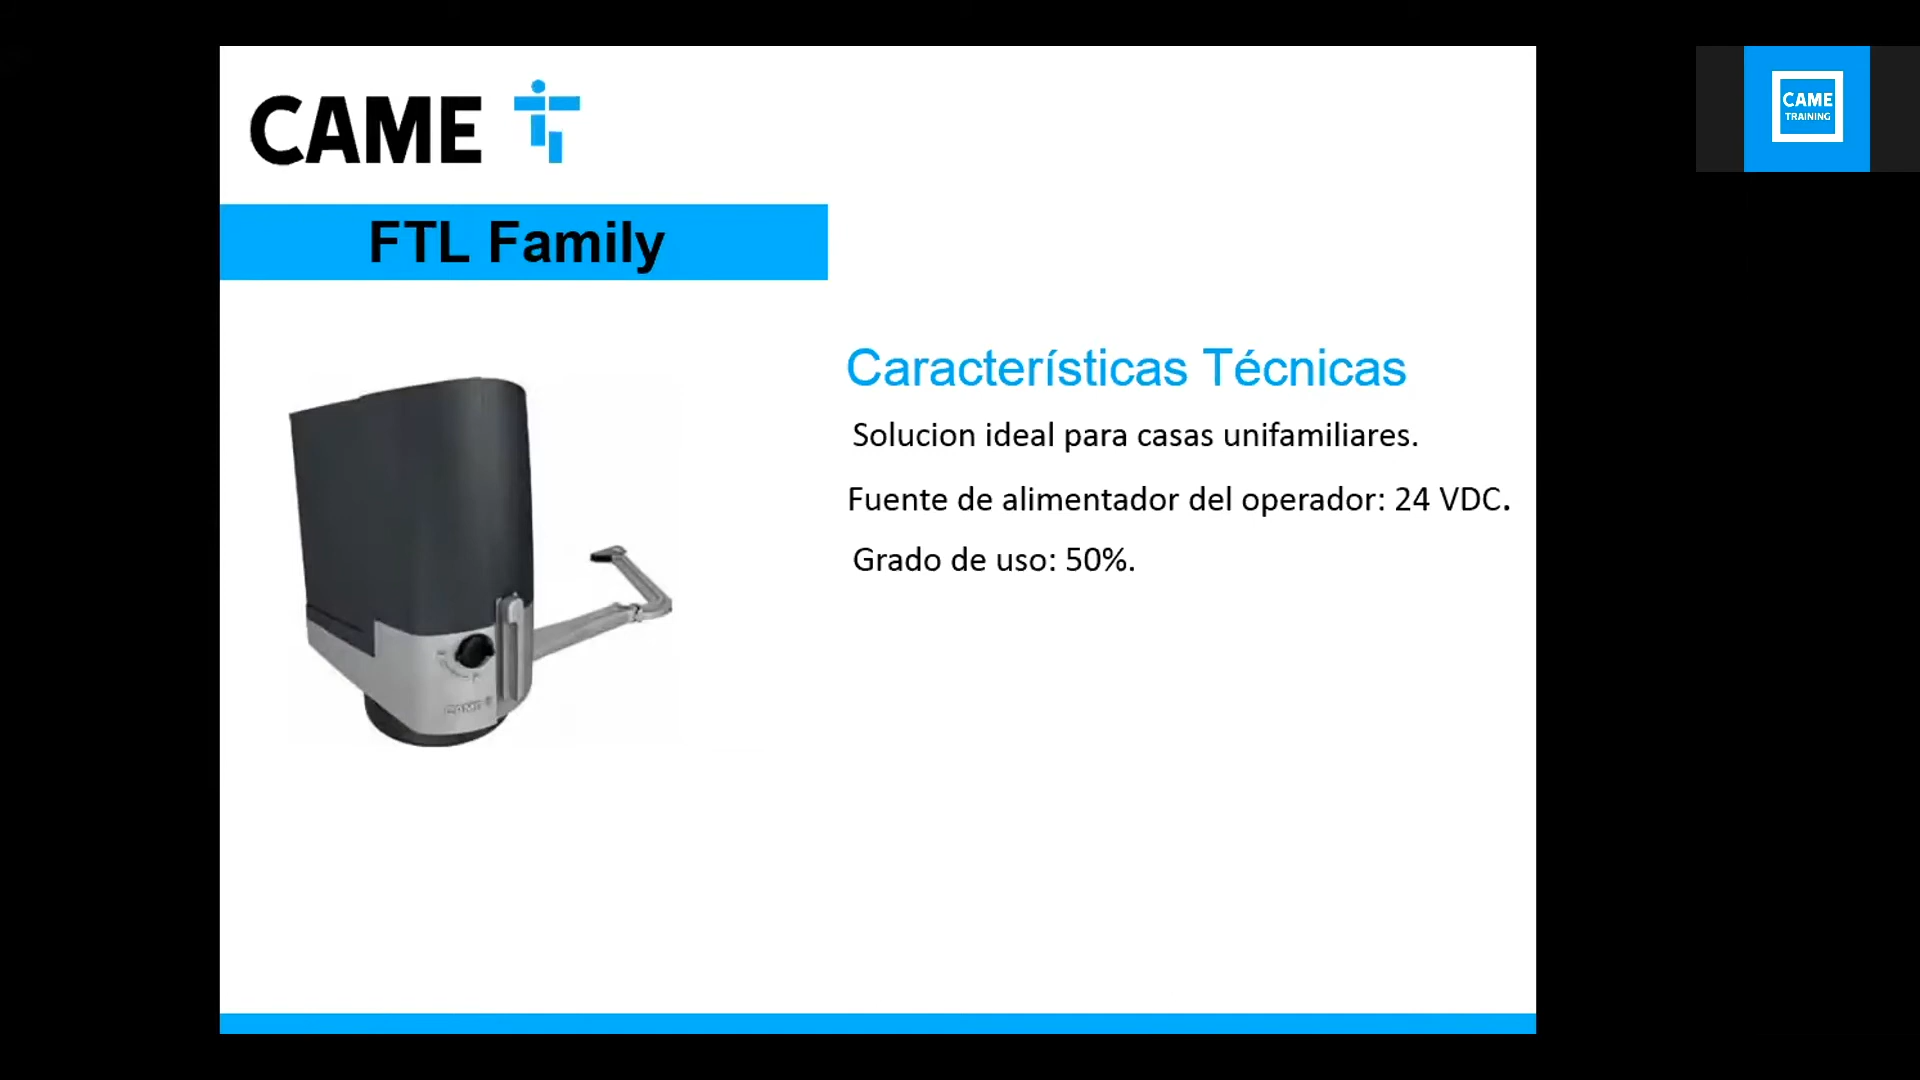 CAME
CAME
TRAINING
FTL Family
Características Técnicas
Solucion ideal para casas unifamiliares.
Fuente de alimentador del operador: 24 VDC.
Grado de uso: 50%.
CAME